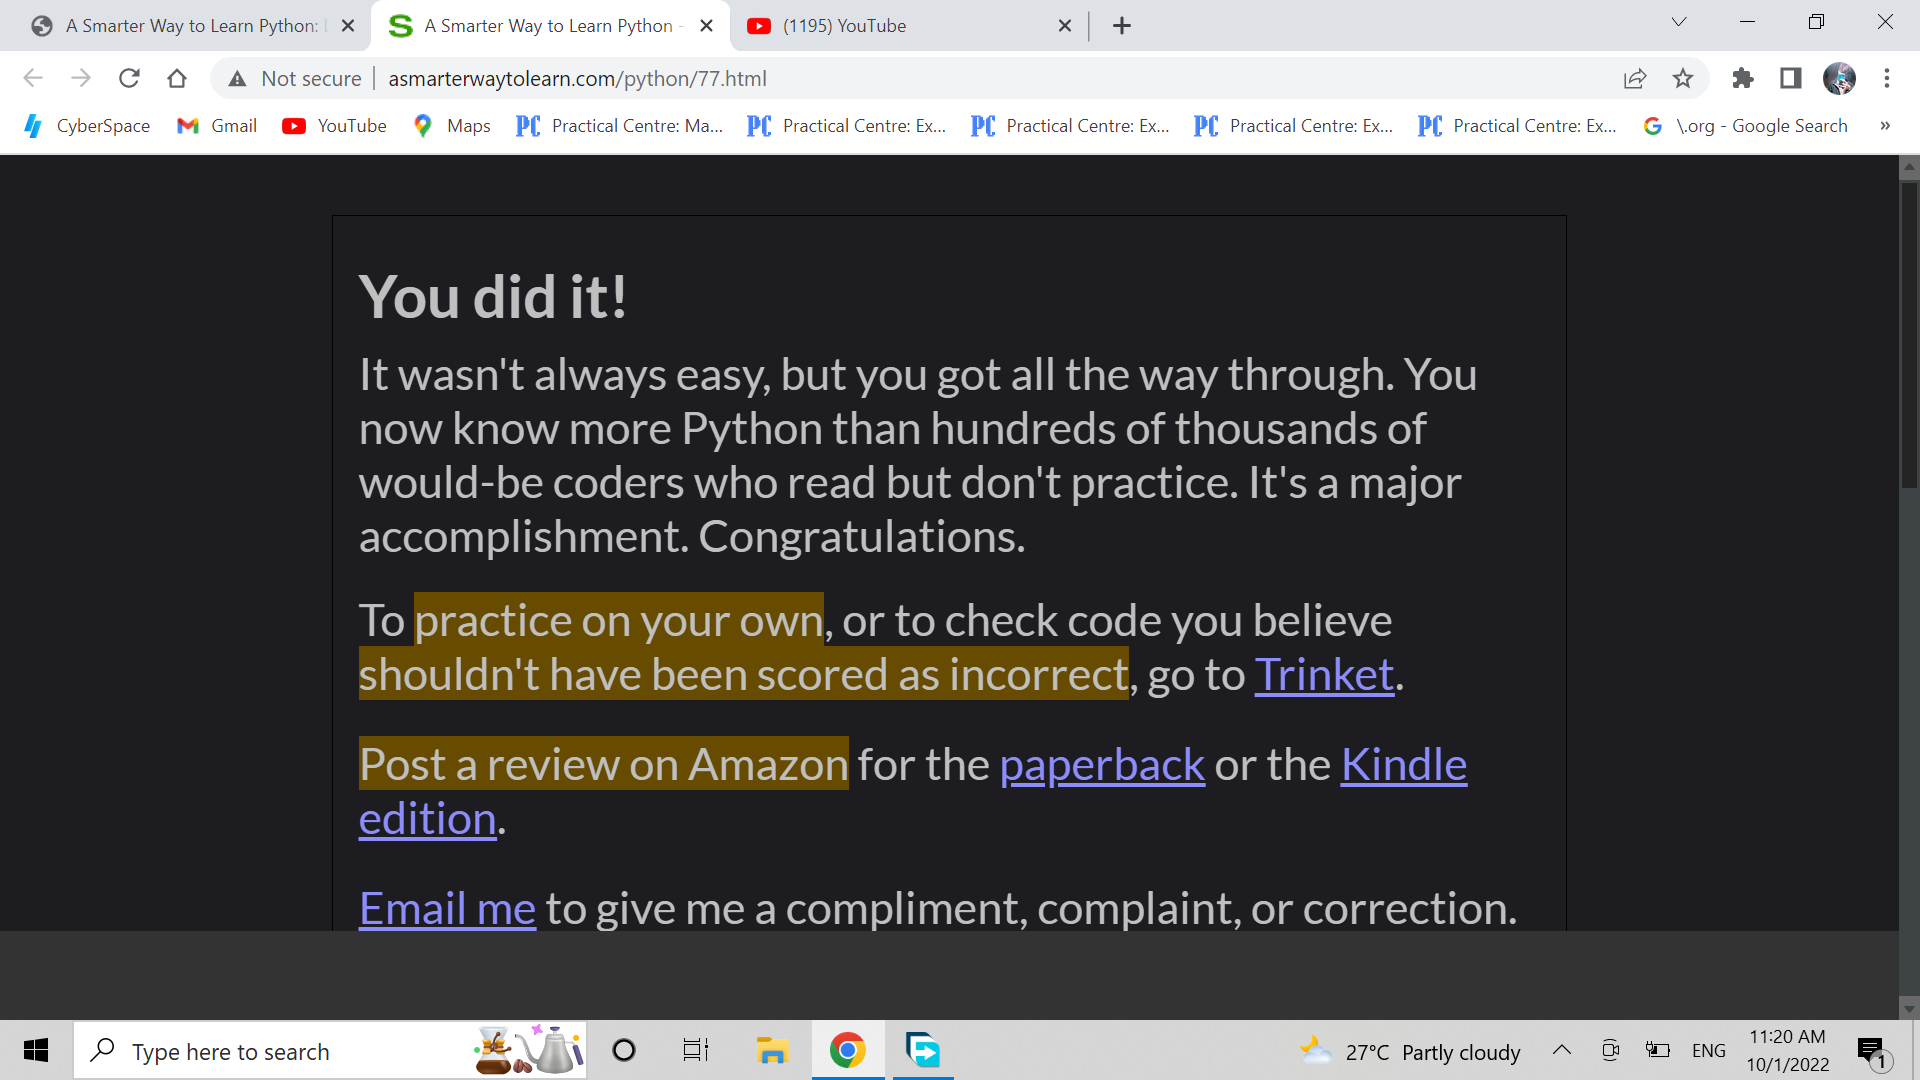 A Smarter Way to Learn Python:
A Smarter Way to Learn Python -
(1195) YouTube
Not secure
asmarterwaytolearn.com/python/77.html
CyberSpace
Gmail
YouTube
Maps
PC Practical Centre: Ma...
PC Practical Centre: Ex...
PC Practical Centre: Ex...
PC Practical Centre: Ex...
PC Practical Centre: Ex...
\.org - Google Search
»
You did it!
It wasn't always easy, but you got all the way through. You
now know more Python than hundreds of thousands of
would-be coders who read but don't practice. It's a major
accomplishment. Congratulations.
To practice on your own, or to check code you believe
shouldn't have been scored as incorrect, go to Trinket.
Post a review on Amazon for the paperback or the Kindle
edition.
Email me to give me a compliment, complaint, or correction.
Type here to search
27°C Partly cloudy
ENG
11:20 AM
10/1/2022
1